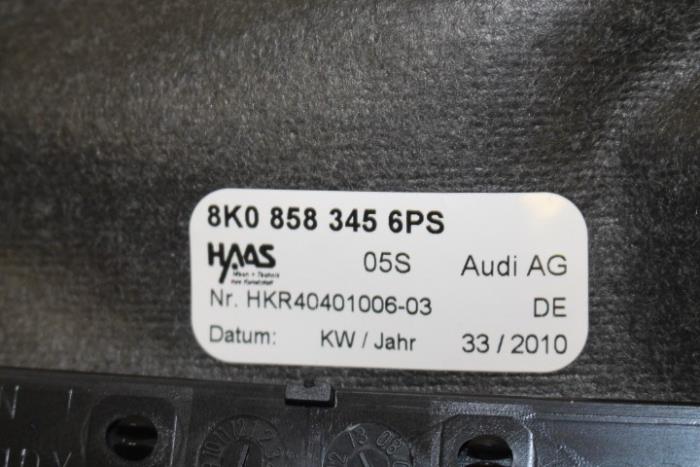 8K0 858 345 6PS
HAAS 05S Audi AG
Nr. HKR40401006-03 DE
Datum: KW / Jahr 33 / 2010